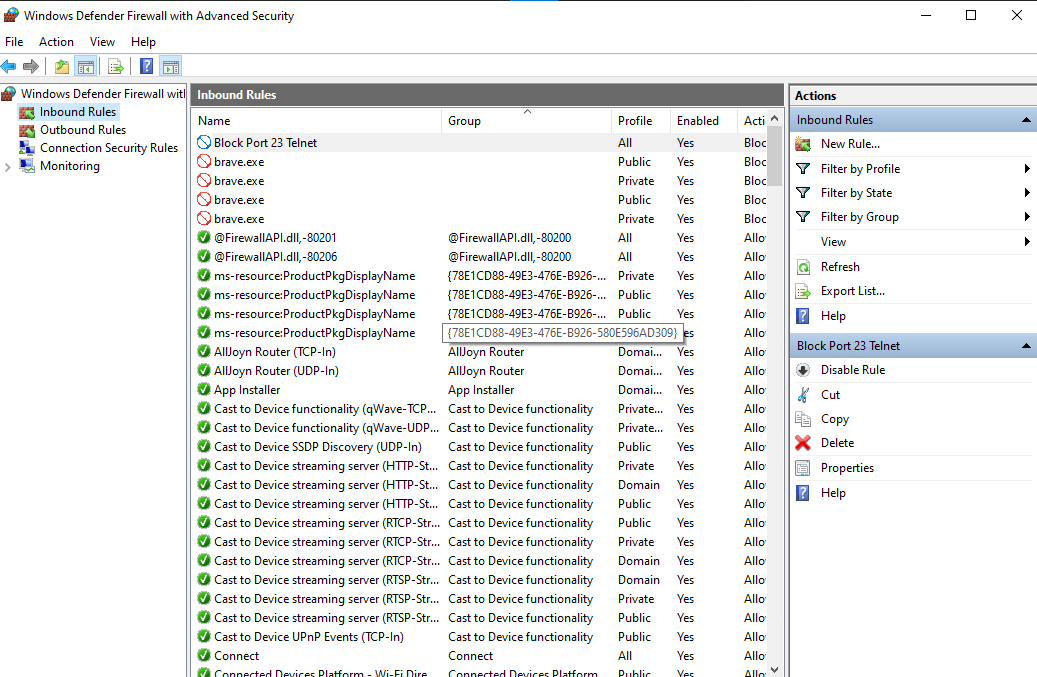 Windows Defender Firewall with Advanced Security
File Action View Help
Windows Defender Firewall with
Inbound Rules
Outbound Rules
Connection Security Rules
Monitoring
Inbound Rules
Name Group Profile Enabled Acti
Block Port 23 Telnet All Yes Bloc
brave.exe Public Yes Bloc
brave.exe Private Yes Bloc
brave.exe Public Yes Bloc
brave.exe Private Yes Bloc
@FirewallAPI.dll,-80201 @FirewallAPI.dll,-80200 All Yes Allo
@FirewallAPI.dll,-80206 @FirewallAPI.dll,-80200 All Yes Allo
ms-resource:ProductPkgDisplayName {78E1CD88-49E3-476E-B926-... Private Yes Allo
ms-resource:ProductPkgDisplayName {78E1CD88-49E3-476E-B926-... Public Yes Allo
ms-resource:ProductPkgDisplayName {78E1CD88-49E3-476E-B926-... Public Yes Allo
ms-resource:ProductPkgDisplayName {78E1CD88-49E3-476E-B926-580E596AD309} Allo
AllJoyn Router (TCP-In) AllJoyn Router Domai... Yes Allo
AllJoyn Router (UDP-In) AllJoyn Router Domai... Yes Allo
App Installer App Installer Domai... Yes Allo
Cast to Device functionality (qWave-TCP... Cast to Device functionality Private... Yes Allo
Cast to Device functionality (qWave-UDP... Cast to Device functionality Private... Yes Allo
Cast to Device SSDP Discovery (UDP-In) Cast to Device functionality Public Yes Allo
Cast to Device streaming server (HTTP-St... Cast to Device functionality Private Yes Allo
Cast to Device streaming server (HTTP-St... Cast to Device functionality Domain Yes Allo
Cast to Device streaming server (HTTP-St... Cast to Device functionality Public Yes Allo
Cast to Device streaming server (RTCP-Str... Cast to Device functionality Public Yes Allo
Cast to Device streaming server (RTCP-Str... Cast to Device functionality Private Yes Allo
Cast to Device streaming server (RTCP-Str... Cast to Device functionality Domain Yes Allo
Cast to Device streaming server (RTSP-Str... Cast to Device functionality Domain Yes Allo
Cast to Device streaming server (RTSP-Str... Cast to Device functionality Private Yes Allo
Cast to Device streaming server (RTSP-Str... Cast to Device functionality Public Yes Allo
Cast to Device UPnP Events (TCP-In) Cast to Device functionality Public Yes Allo
Connect Connect All Yes Allo
Connected Devices Platform - Wi-Fi Dire... Connected Devices Platform Public Yes Allo
Actions
Inbound Rules
New Rule...
Filter by Profile
Filter by State
Filter by Group
View
Refresh
Export List...
Help
Block Port 23 Telnet
Disable Rule
Cut
Copy
Delete
Properties
Help